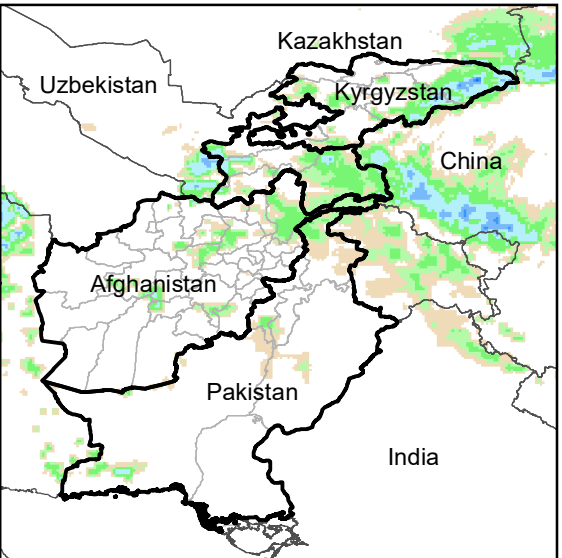 Kazakhstan
Uzbekistan
Kyrgyzstan
China
Afghanistan
Pakistan
India